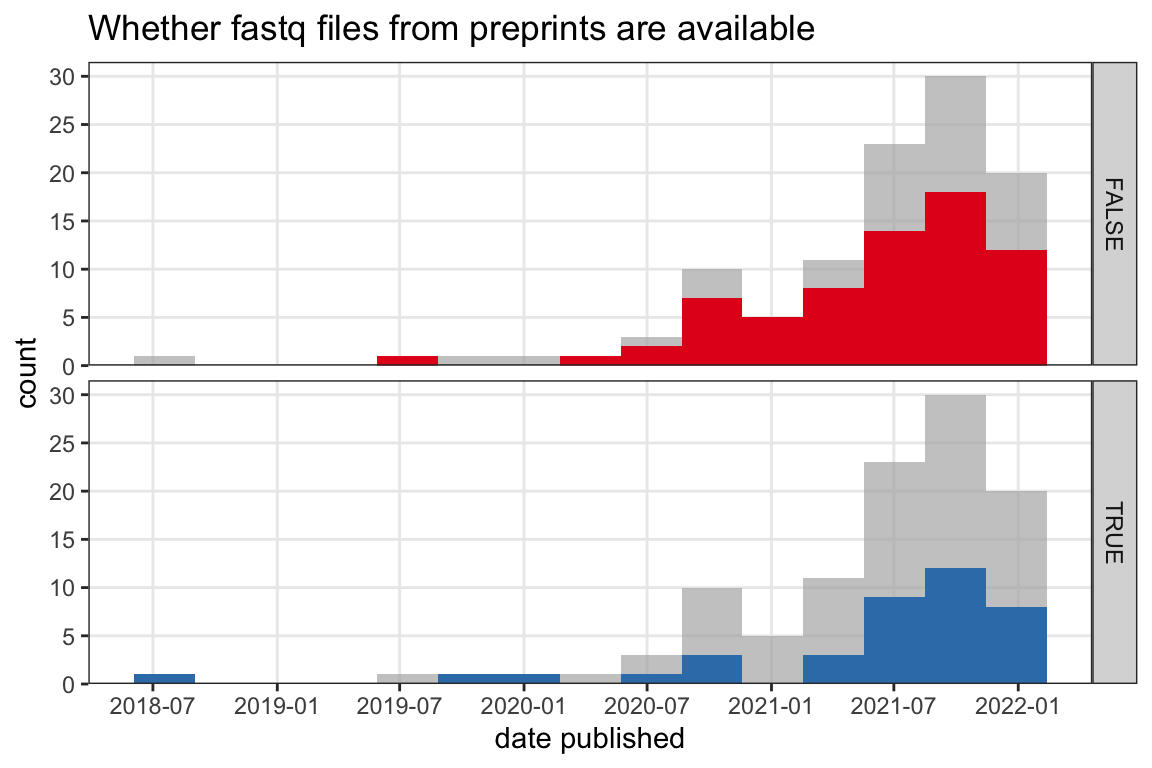 Whether fastq files from preprints are available
30
25
20
15
10
5
0
FALSE
count
30
25
20
15
10
5
0
TRUE
2018-07 2019-01 2019-07 2020-01 2020-07 2021-01 2021-07 2022-01
date published